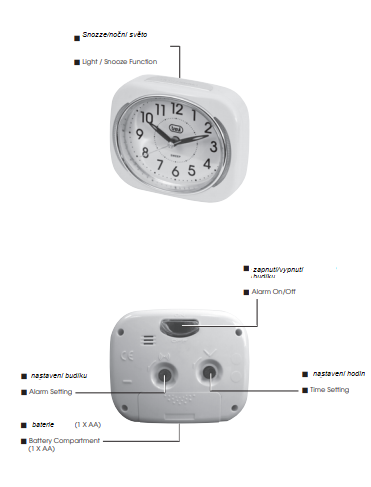 Snozze/noční světo
Light / Snooze Function
12
11
1
10
2
9
3
8
4
7
5
6
zapnutí/vypnutí
budíku
Alarm On/Off
CE
nastavení budíku
nastavení hodin
Alarm Setting
Time Setting
baterie (1 X AA)
Battery Compartment
(1 X AA)